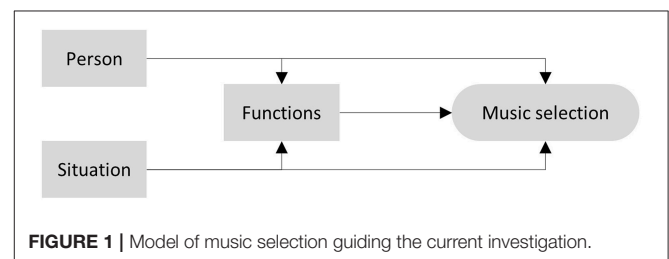 Person
Functions
Music selection
Situation
FIGURE 1 | Model of music selection guiding the current investigation.